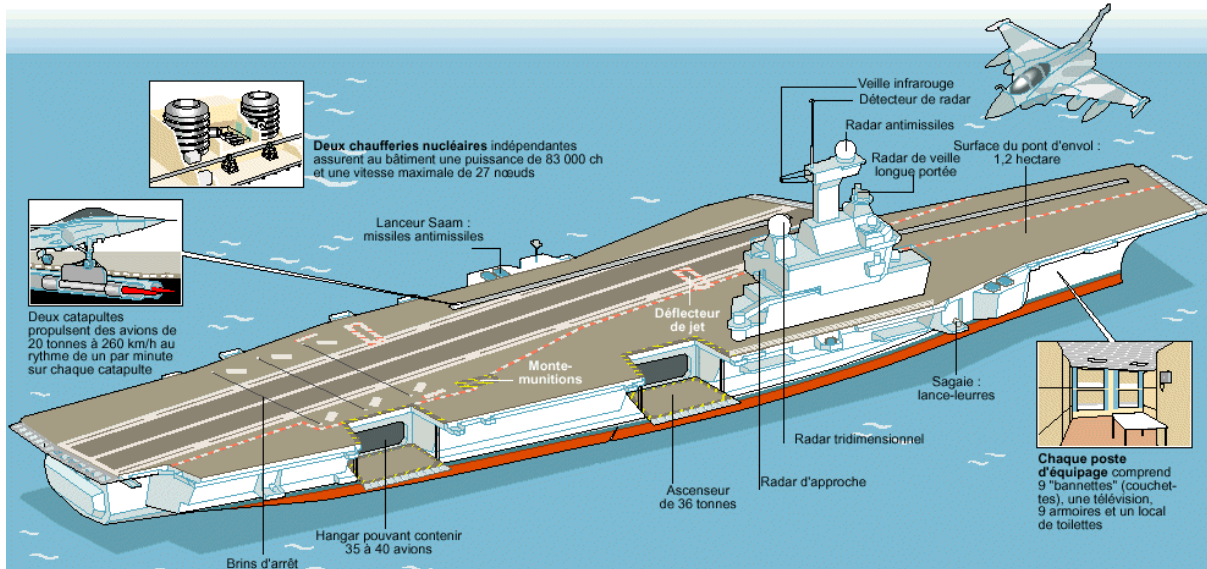 Veille infrarouge
Détecteur de radar
Radar antimissiles
Surface du pont d'envol :
1,2 hectare
Radar de veille
longue portée
Deux chaufferies nucléaires indépendantes
assurent au bâtiment une puissance de 83 000 ch
et une vitesse maximale de 27 nœuds
Lanceur Saam :
missiles antimissiles
Deux catapultes
propulsent des avions de
20 tonnes à 260 km/h au
rythme de un par minute
sur chaque catapulte
Déflecteur
de jet
Monte-
munitions
Sagaie :
lance-leurres
Radar tridimensionnel
Radar d'approche
Ascenseur
de 36 tonnes
Hangar pouvant contenir
35 à 40 avions
Brins d'arrêt
Chaque poste
d'équipage comprend
9 "bannettes" (couchet-
tes), une télévision,
9 armoires et un local
de toilettes